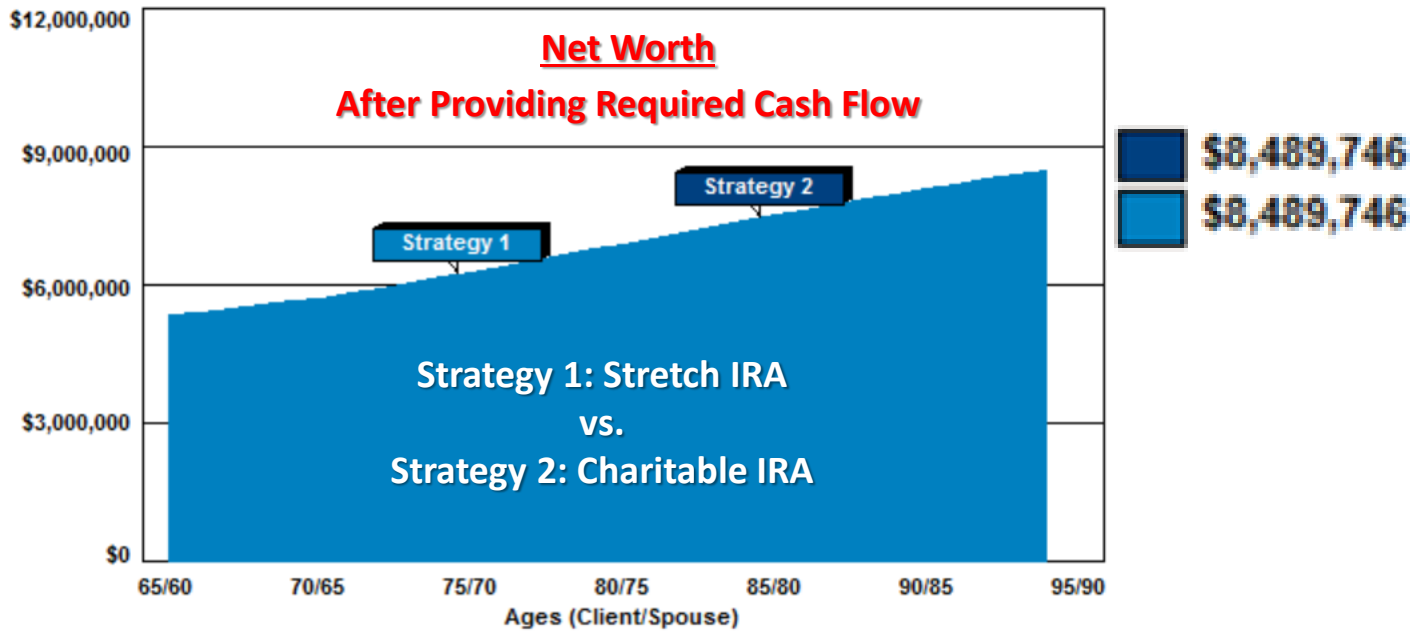 Net Worth
After Providing Required Cash Flow
$12,000,000
$9,000,000
$6,000,000
$3,000,000
$0
Strategy 1
Strategy 2
Strategy 1: Stretch IRA
vs.
Strategy 2: Charitable IRA
65/60 70/65 75/70 80/75 85/80 90/85 95/90
Ages (Client/Spouse)
$8,489,746
$8,489,746